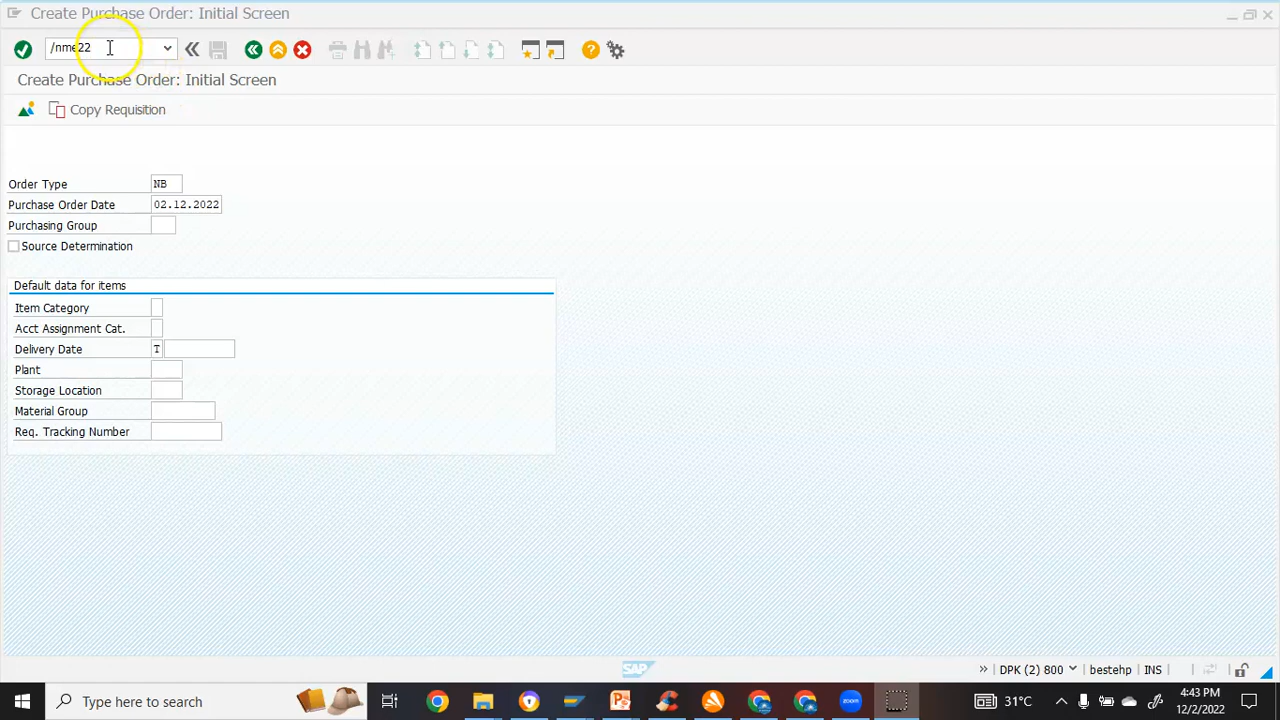 Create Purchase Order: Initial Screen
/nme22
Create Purchase Order: Initial Screen
Copy Requisition
Order Type NB
Purchase Order Date 02.12.2022
Purchasing Group
Source Determination
Default data for items
Item Category
Acct Assignment Cat.
Delivery Date T
Plant
Storage Location
Material Group
Req. Tracking Number
SAP
» DPK (2) 800 bestehp INS
Type here to search
31°C
4:43 PM
12/2/2022